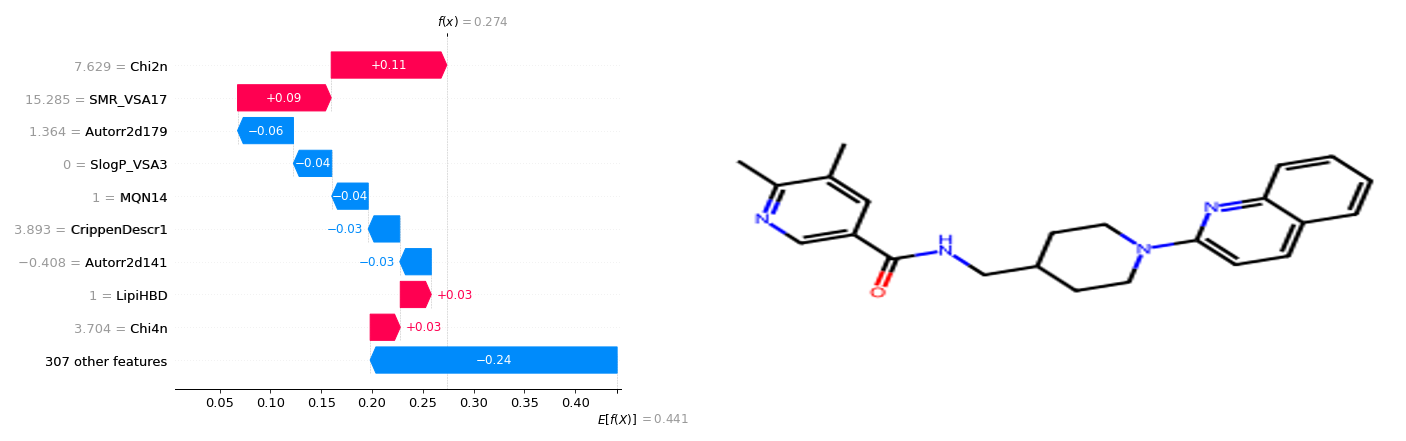 f(x) = 0.274
7.629 = Chi2n
+0.11
15.285 = SMR_VSA17
+0.09
1.364 = Autorr2d179
−0.06
0 = SlogP_VSA3
−0.04
1 = MQN14
−0.04
3.893 = CrippenDescr1
−0.03
−0.408 = Autorr2d141
−0.03
1 = LipiHBD
+0.03
3.704 = Chi4n
+0.03
307 other features
−0.24
0.05 0.10 0.15 0.20 0.25 0.30 0.35 0.40
E[f(X)] = 0.441
N
O
H
N
N
N